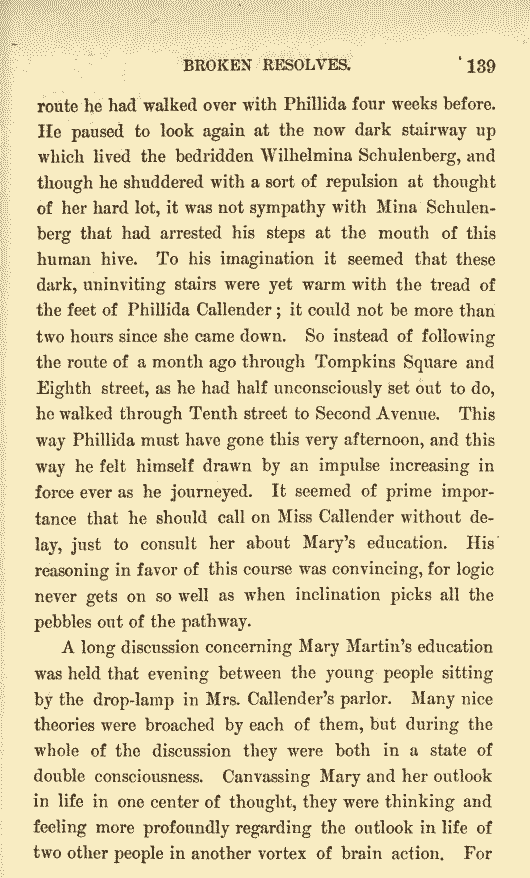 BROKEN RESOLVES. 139
route he had walked over with Phillida four weeks before.
He paused to look again at the now dark stairway up
which lived the bedridden Wilhelmina Schulenberg, and
though he shuddered with a sort of repulsion at thought
of her hard lot, it was not sympathy with Mina Schulen-
berg that had arrested his steps at the mouth of this
human hive. To his imagination it seemed that these
dark, uninviting stairs were yet warm with the tread of
the feet of Phillida Callender; it could not be more than
two hours since she came down. So instead of following
the route of a month ago through Tompkins Square and
Eighth street, as he had half unconsciously set out to do,
he walked through Tenth street to Second Avenue. This
way Phillida must have gone this very afternoon, and this
way he felt himself drawn by an impulse increasing in
force ever as he journeyed. It seemed of prime impor-
tance that he should call on Miss Callender without de-
lay, just to consult her about Mary's education. His
reasoning in favor of this course was convincing, for logic
never gets on so well as when inclination picks all the
pebbles out of the pathway.
A long discussion concerning Mary Martin's education
was held that evening between the young people sitting
by the drop-lamp in Mrs. Callender's parlor. Many nice
theories were broached by each of them, but during the
whole of the discussion they were both in a state of
double consciousness. Canvassing Mary and her outlook
in life in one center of thought, they were thinking and
feeling more profoundly regarding the outlook in life of
two other people in another vortex of brain action. For